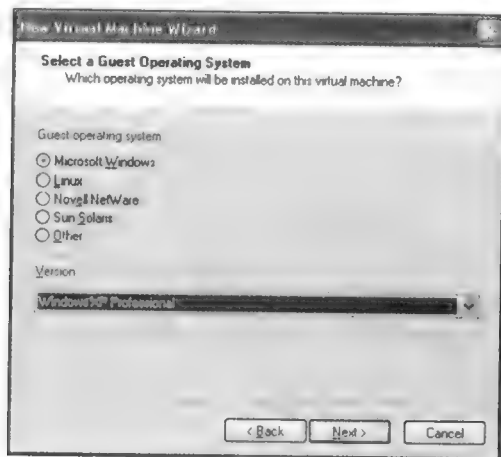 New Virtual Machine Wizard
Select a Guest Operating System
Which operating system will be installed on this virtual machine?
Guest operating system
Microsoft Windows
Linux
Novell NetWare
Sun Solaris
Other
Version
Windows XP Professional
< Back
Next >
Cancel